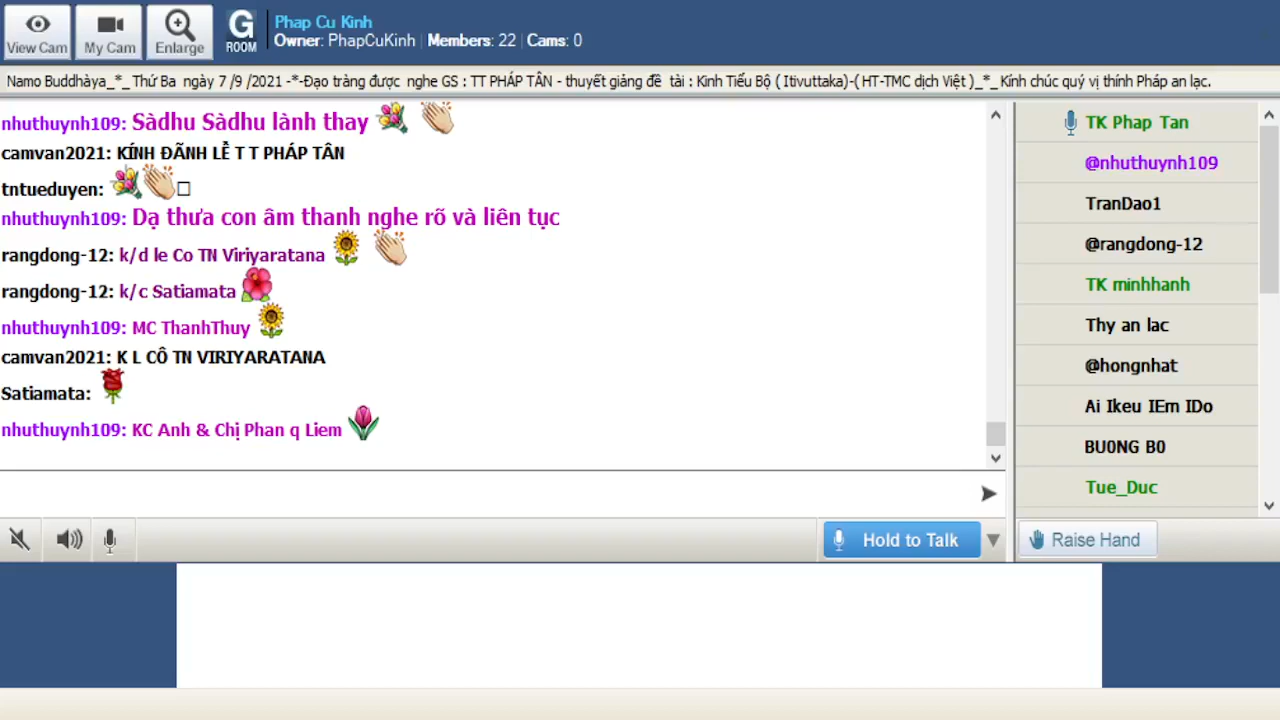 View Cam
My Cam
Enlarge
G
ROOM
Phap Cu Kinh
Owner: PhapCuKinh | Members: 22 | Cams: 0
Namo Buddhàya_*_Thứ Ba ngày 7 /9 /2021 -*-Đạo tràng được nghe GS : TT PHÁP TÂN - thuyết giảng đề tài : Kinh Tiểu Bộ ( Itivuttaka)-( HT-TMC dịch Việt )_*_Kính chúc quý vị thính Pháp an lạc.
nhuthuynh109: Sàdhu Sàdhu lành thay
camvan2021: KÍNH ĐÃNH LỄ T T PHÁP TÂN
tntueduyen:
nhuthuynh109: Dạ thưa con âm thanh nghe rõ và liên tục
rangdong-12: k/d le Co TN Viriyaratana
rangdong-12: k/c Satiamata
nhuthuynh109: MC ThanhThuy
camvan2021: K L CÔ TN VIRIYARATANA
Satiamata:
nhuthuynh109: KC Anh & Chị Phan q Liem
TK Phap Tan
@nhuthuynh109
TranDao1
@rangdong-12
TK minhhanh
Thy an lac
@hongnhat
Ai Ikeu IEm IDo
BU0NG B0
Tue_Duc
Hold to Talk
Raise Hand